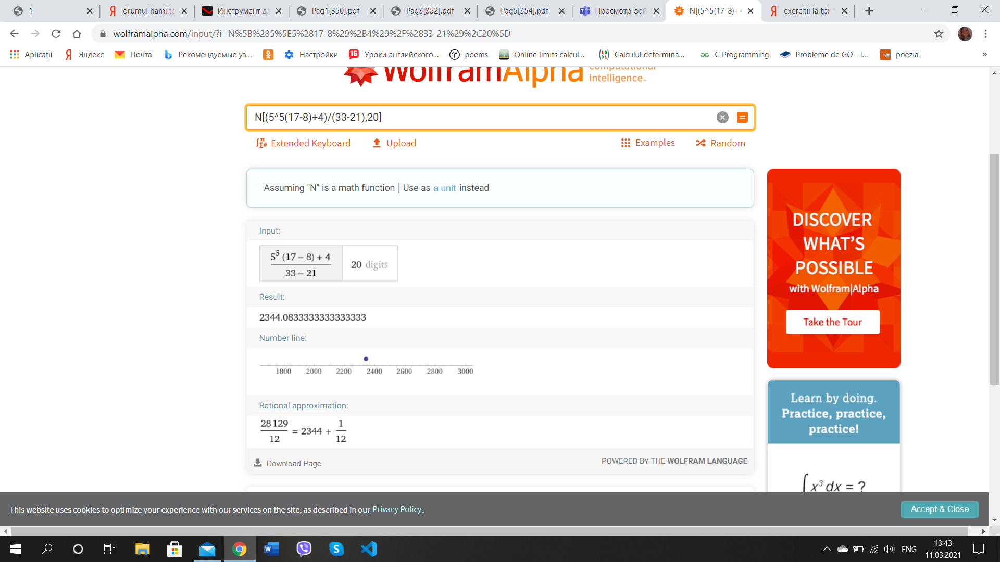 1 drumul hamilto Инструмент дл Pag1[350].pdf Pag3[352].pdf Pag5[354].pdf Просмотр фай N[(5^5(17-8)+4 exercitii la tpi –
wolframalpha.com/input/?i=N%5B%285%5E5%2817-8%29%2B4%29%2F%2833-21%29%2C20%5D
Aplicații Яндекс Почта Рекомендуемые уз... Настройки Уроки английского... poems Online limits calcul... Calculul determina... C Programming Probleme de GO - I... poezia »
WolframAlpha computational
intelligence™
N[(5^5(17-8)+4)/(33-21),20]
Extended Keyboard Upload Examples Random
Assuming "N" is a math function | Use as a unit instead
Input:
5^5 (17 – 8) + 4
33 – 21
20 digits
Result:
2344.0833333333333333
Number line:
1800 2000 2200 2400 2600 2800 3000
Rational approximation:
28 129 / 12 = 2344 + 1 / 12
Download Page
POWERED BY THE WOLFRAM LANGUAGE
DISCOVER
WHAT'S
POSSIBLE
with Wolfram|Alpha
Take the Tour
Learn by doing.
Practice, practice,
practice!
∫ x³ dx = ?
This website uses cookies to optimize your experience with our services on the site, as described in our Privacy Policy.
Accept & Close
ENG
13:43
11.03.2021